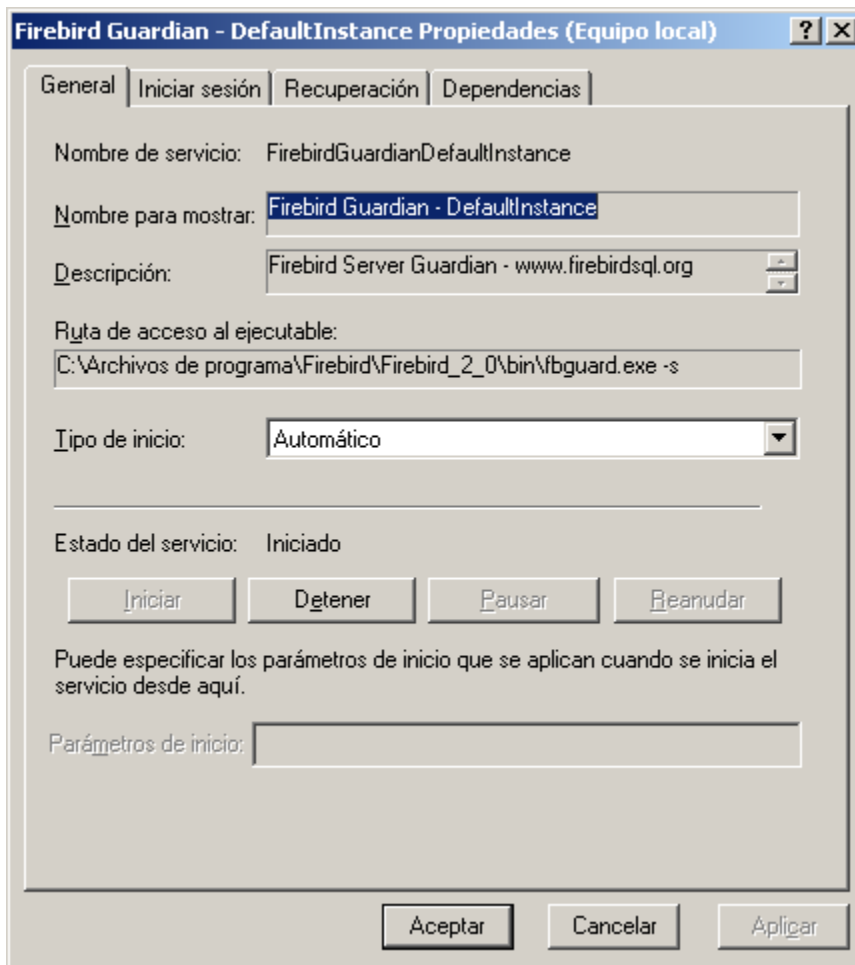 Firebird Guardian - DefaultInstance Propiedades (Equipo local)
General Iniciar sesión Recuperación Dependencias
Nombre de servicio: FirebirdGuardianDefaultInstance
Nombre para mostrar: Firebird Guardian - DefaultInstance
Descripción: Firebird Server Guardian - www.firebirdsql.org
Ruta de acceso al ejecutable:
C:\Archivos de programa\Firebird\Firebird_2_0\bin\fbguard.exe -s
Tipo de inicio: Automático
Estado del servicio: Iniciado
Iniciar Detener Pausar Reanudar
Puede especificar los parámetros de inicio que se aplican cuando se inicia el
servicio desde aquí.
Parámetros de inicio:
Aceptar Cancelar Aplicar